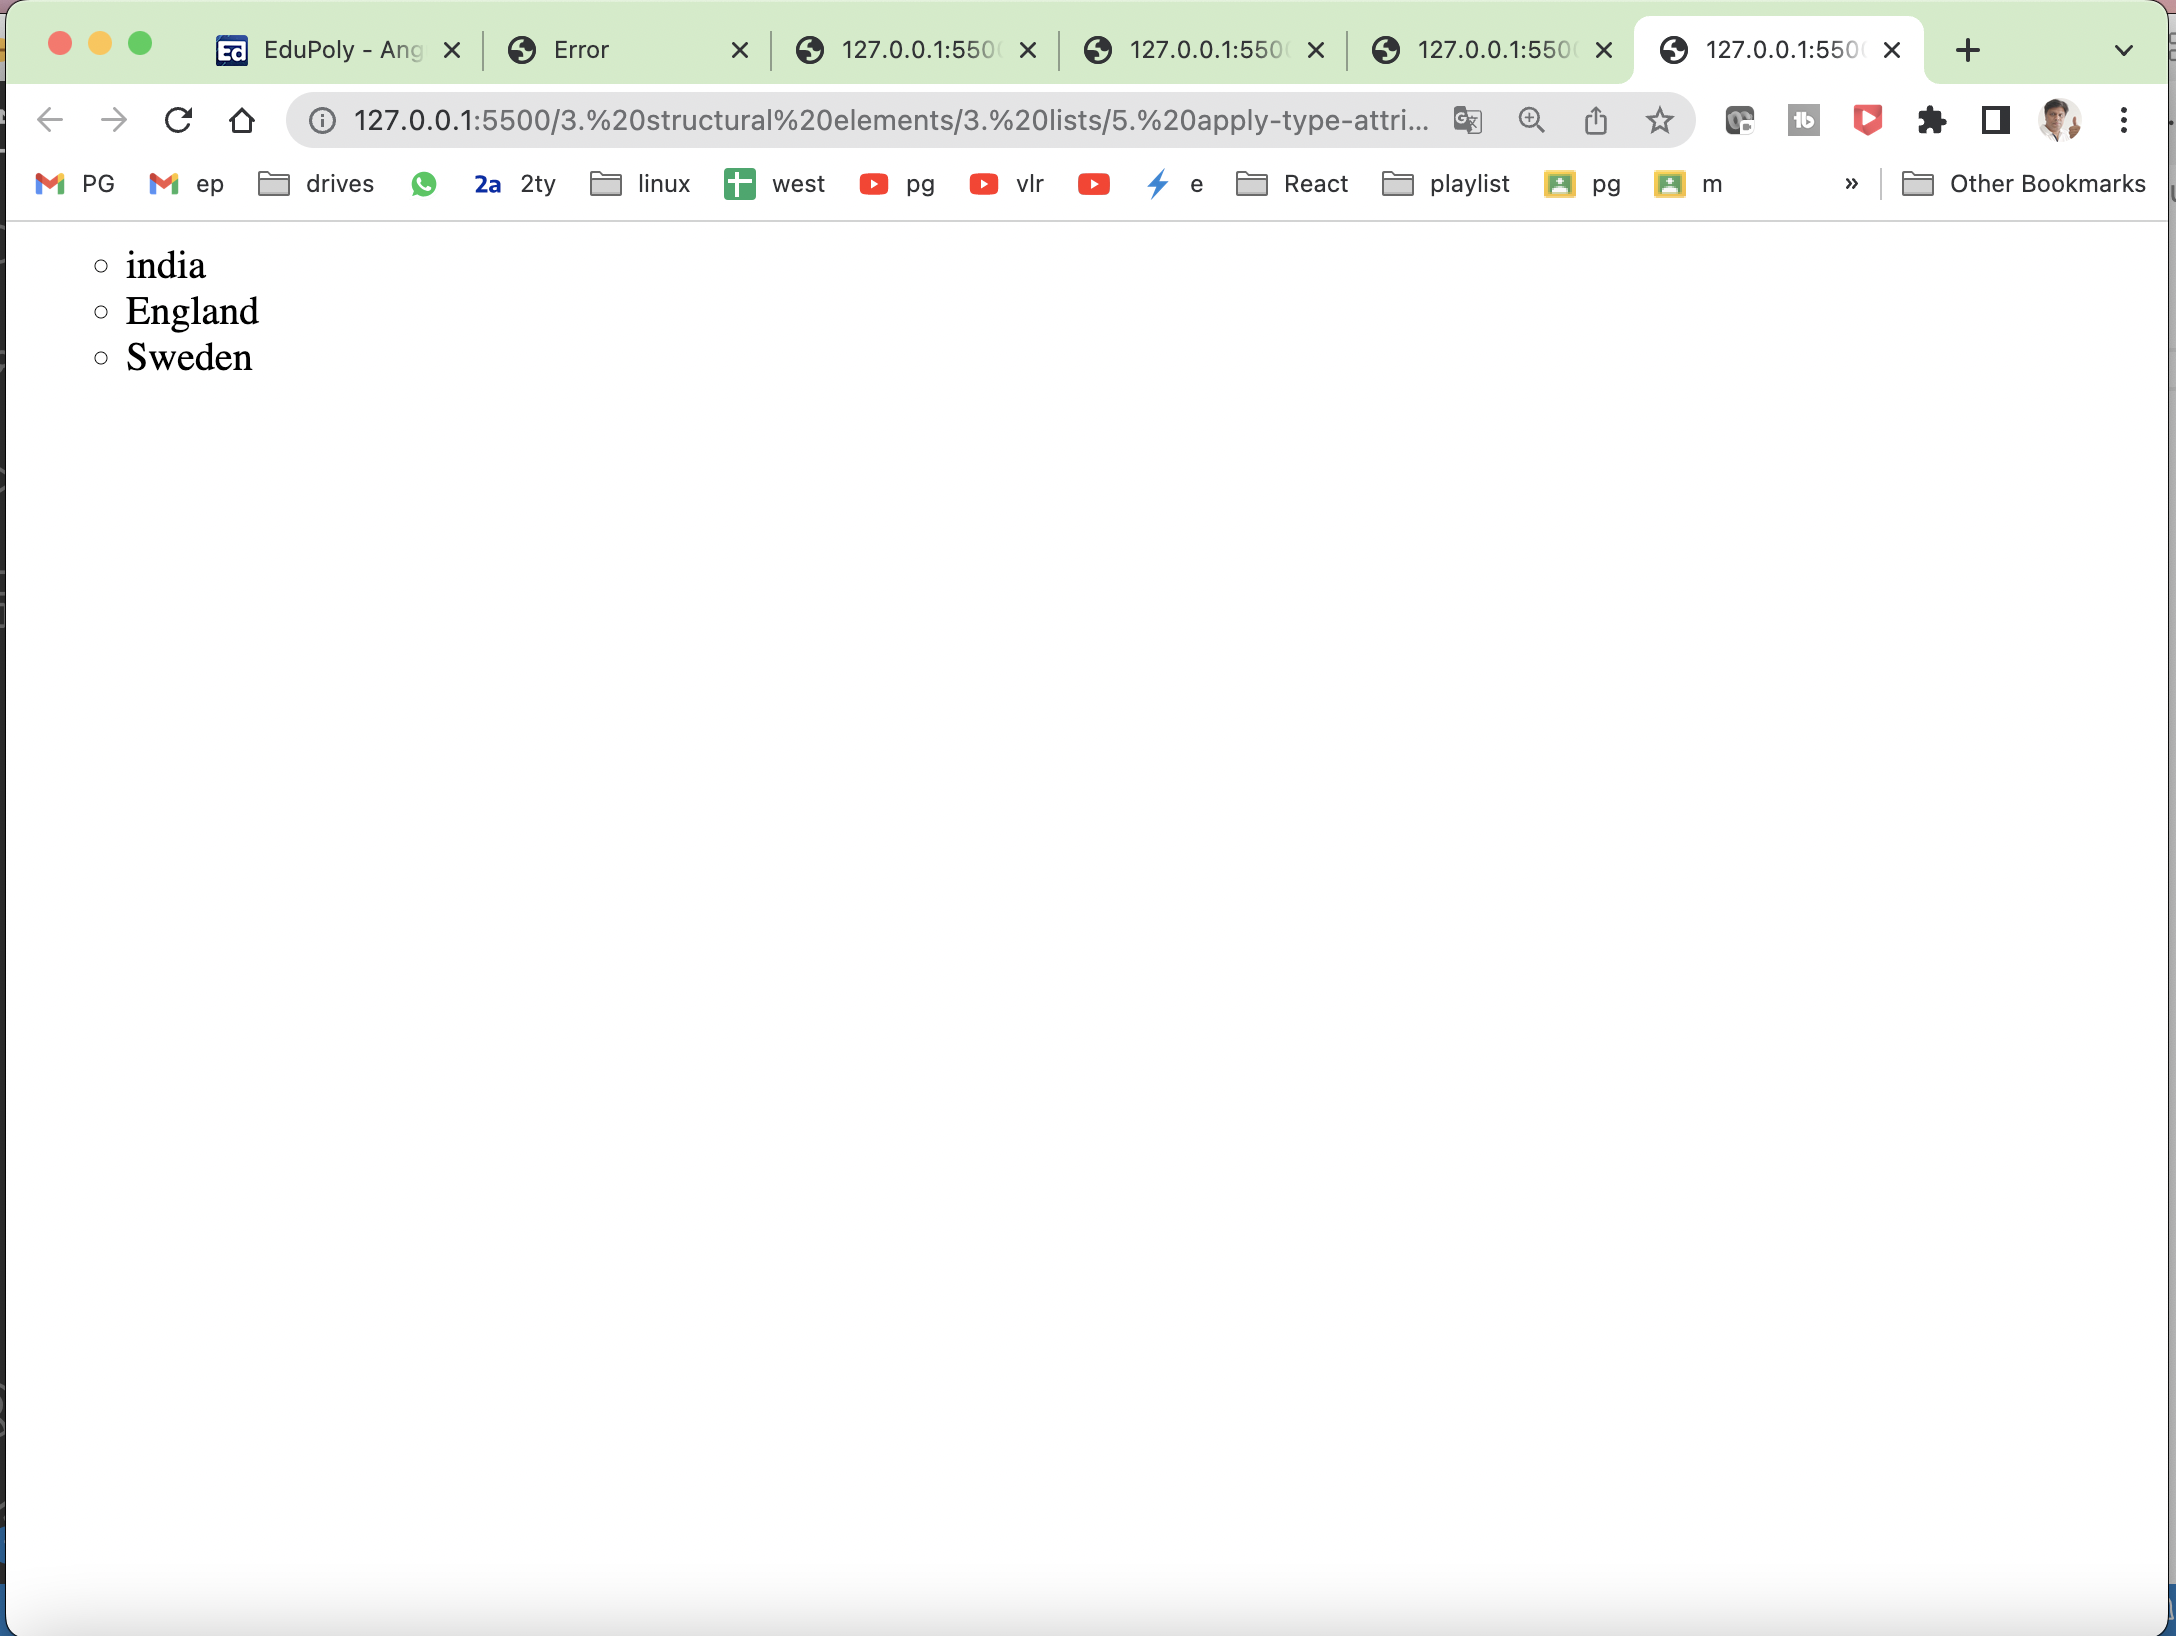 EduPoly - Ang
Error
127.0.0.1:550
127.0.0.1:550
127.0.0.1:550
127.0.0.1:550
127.0.0.1:5500/3.%20structural%20elements/3.%20lists/5.%20apply-type-attri...
PG
ep
drives
2a 2ty
linux
west
pg
vlr
e
React
playlist
pg
m
»
Other Bookmarks
india
England
Sweden